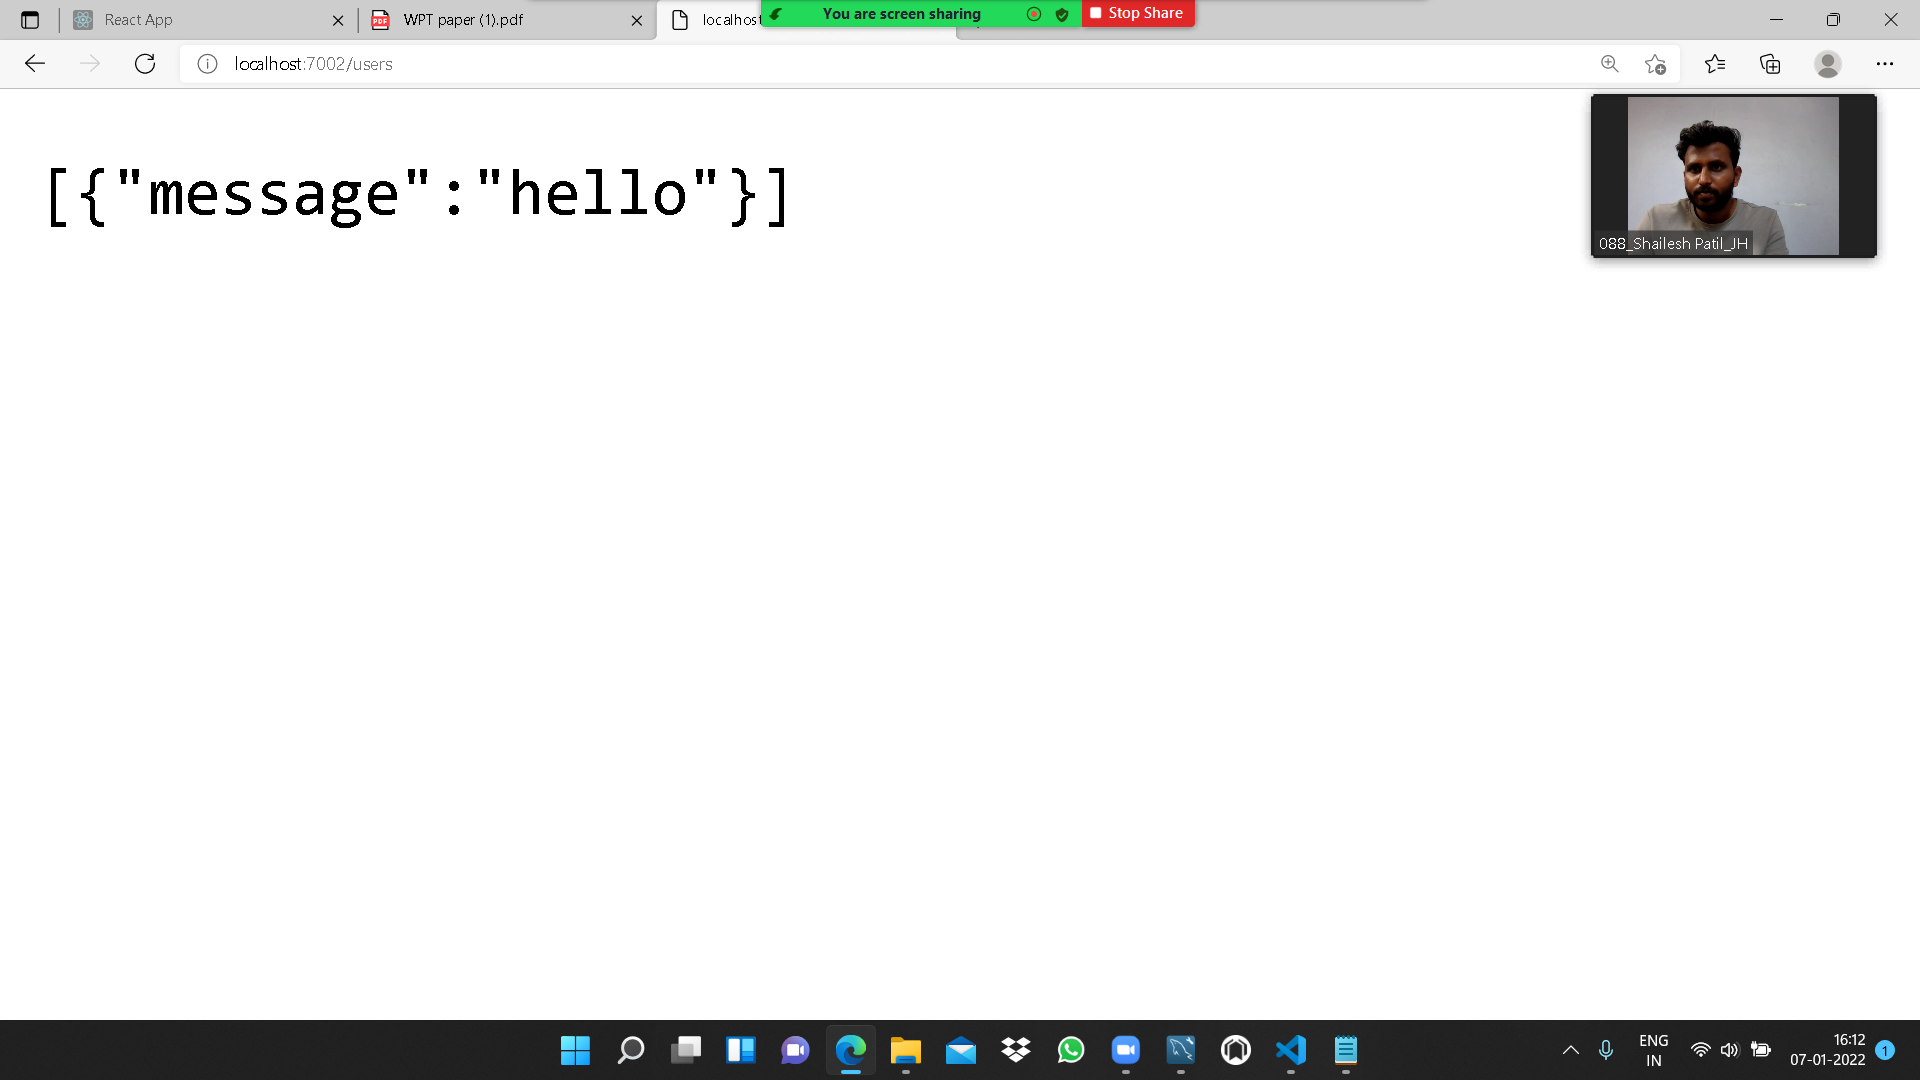 React App
WPT paper (1).pdf
localhost
You are screen sharing
Stop Share
localhost:7002/users
[{"message":"hello"}]
088_Shailesh Patil_JH
ENG
IN
16:12
07-01-2022
1